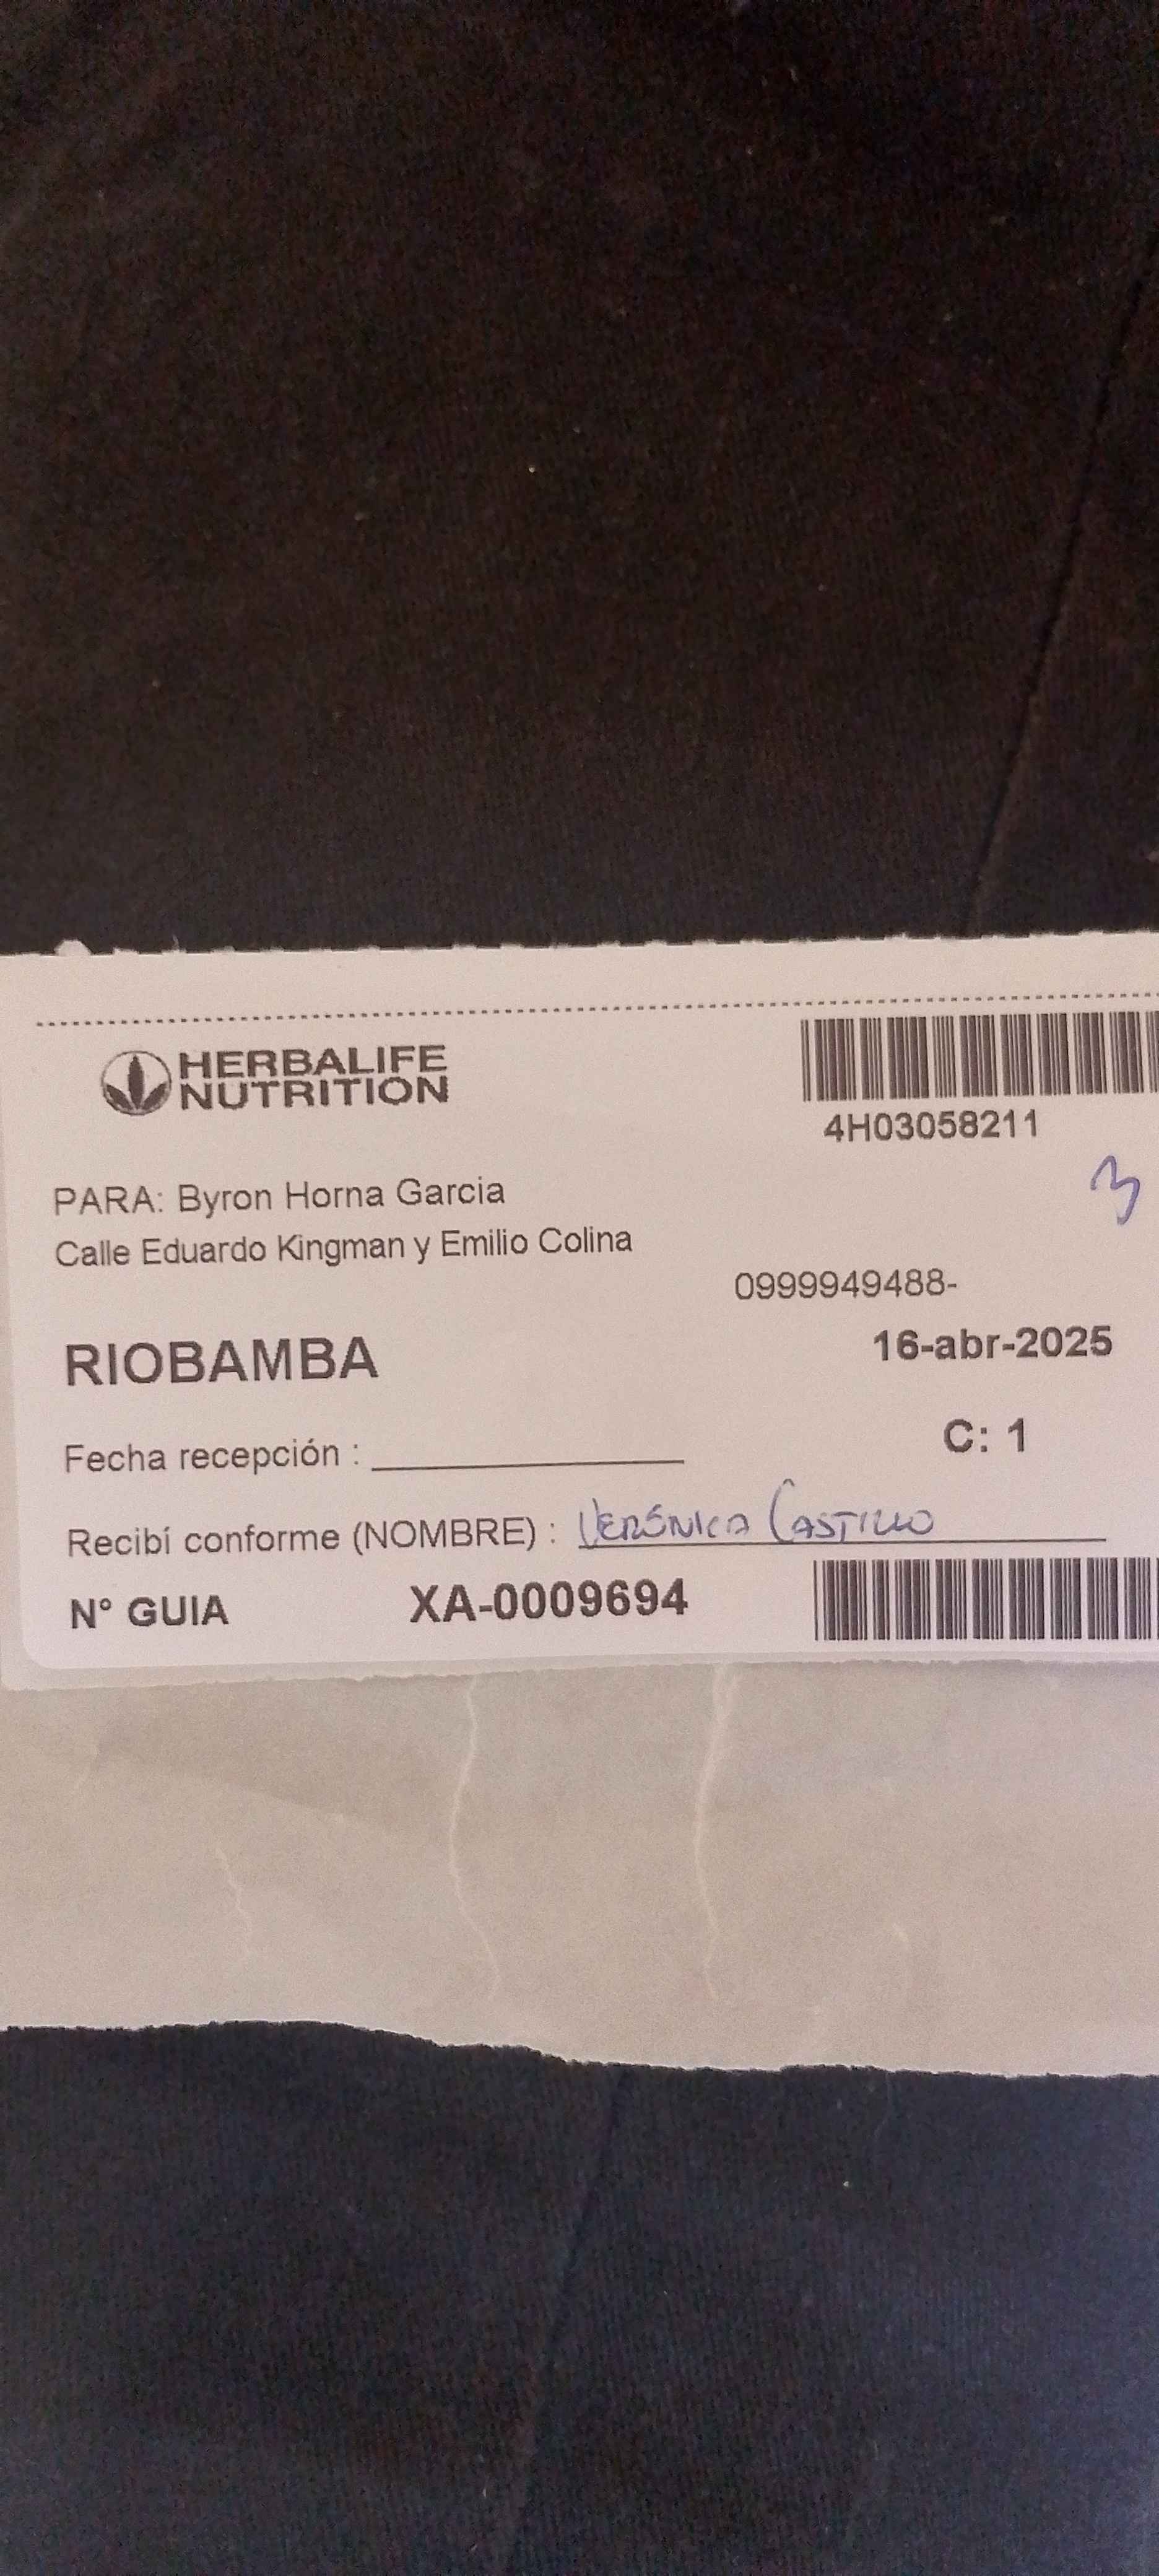 HERBALIFE
NUTRITION
4H03058211
3
PARA: Byron Horna Garcia
Calle Eduardo Kingman y Emilio Colina
0999949488-
RIOBAMBA
16-abr-2025
C: 1
Fecha recepción :
Recibí conforme (NOMBRE) : VERÓNICA CASTILLO
N° GUIA XA-0009694